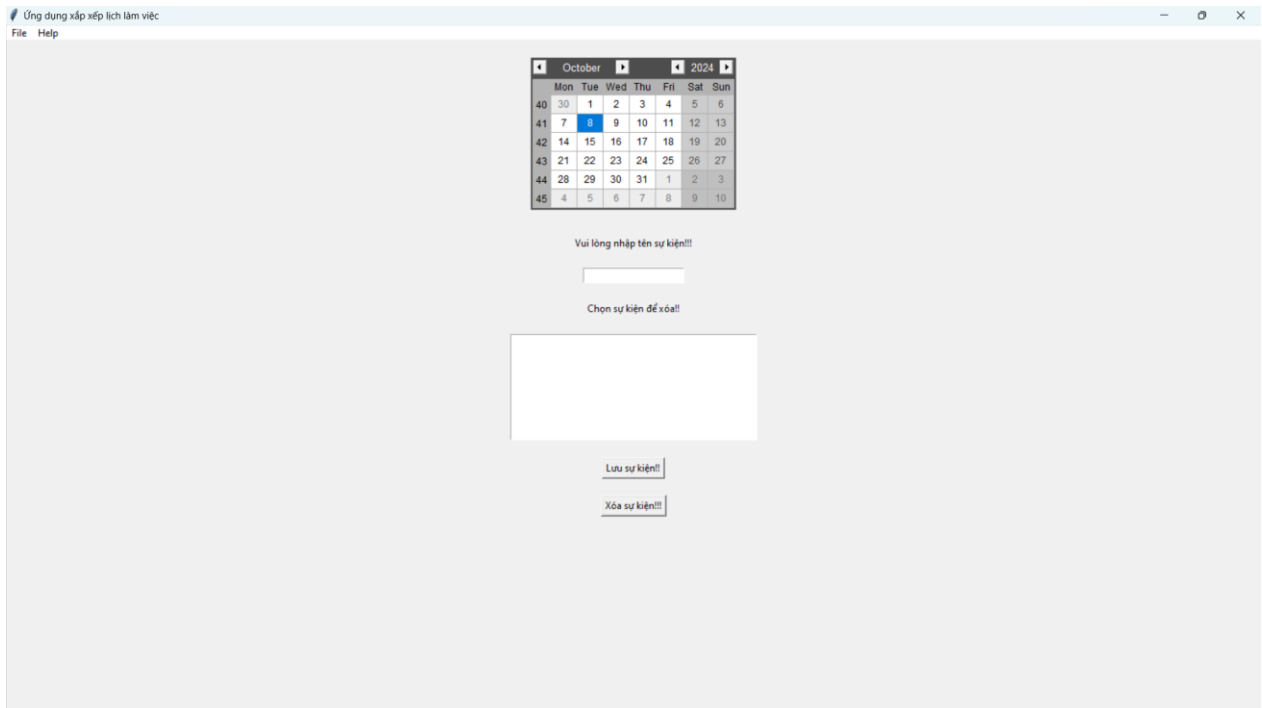 Ứng dụng xắp xếp lịch làm việc
File Help
October 2024
Mon Tue Wed Thu Fri Sat Sun
40 30 1 2 3 4 5 6
41 7 8 9 10 11 12 13
42 14 15 16 17 18 19 20
43 21 22 23 24 25 26 27
44 28 29 30 31 1 2 3
45 4 5 6 7 8 9 10
Vui lòng nhập tên sự kiện!!!
Chọn sự kiện để xóa!!
Lưu sự kiện!!
Xóa sự kiện!!!